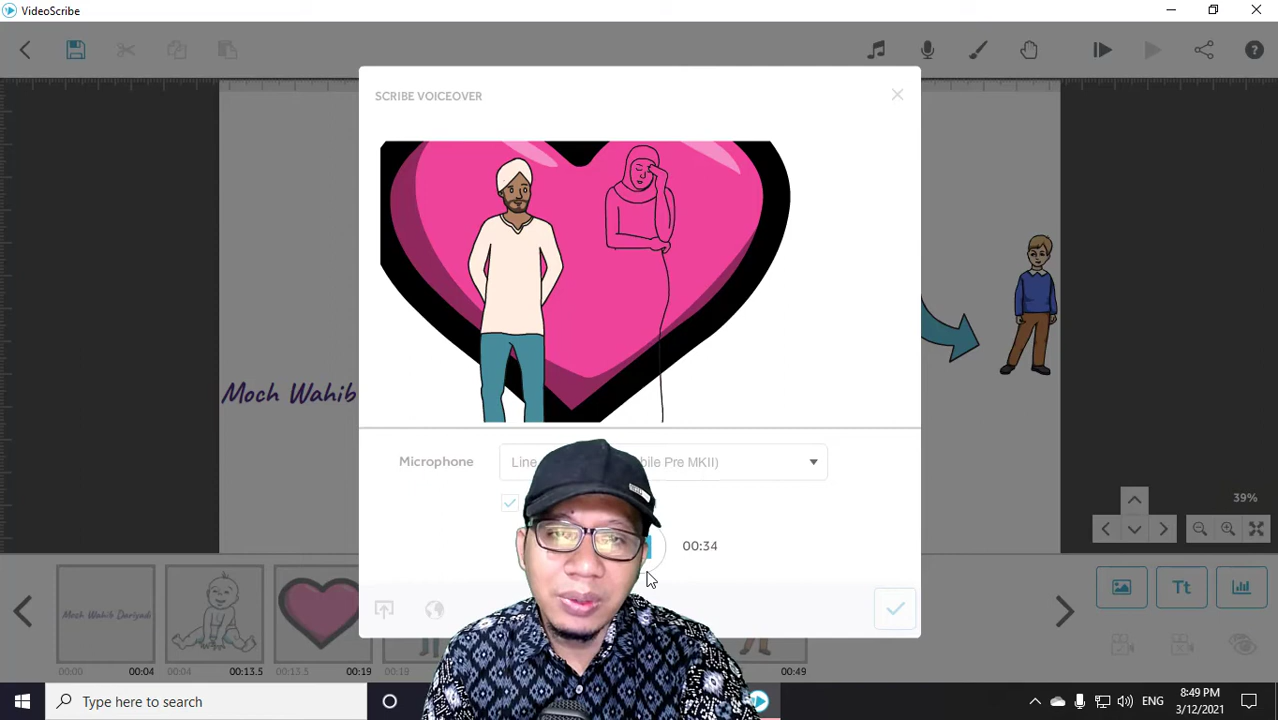 VideoScribe
SCRIBE VOICEOVER
Moch Wahib
Microphone
Line
bile Pre MKII)
00:34
39%
Moch Wahib Dariyadi
Tt
00:00 00:04 00:04 00:13.5 00:13.5 00:19 00:19 00:49
Type here to search
ENG
8:49 PM
3/12/2021